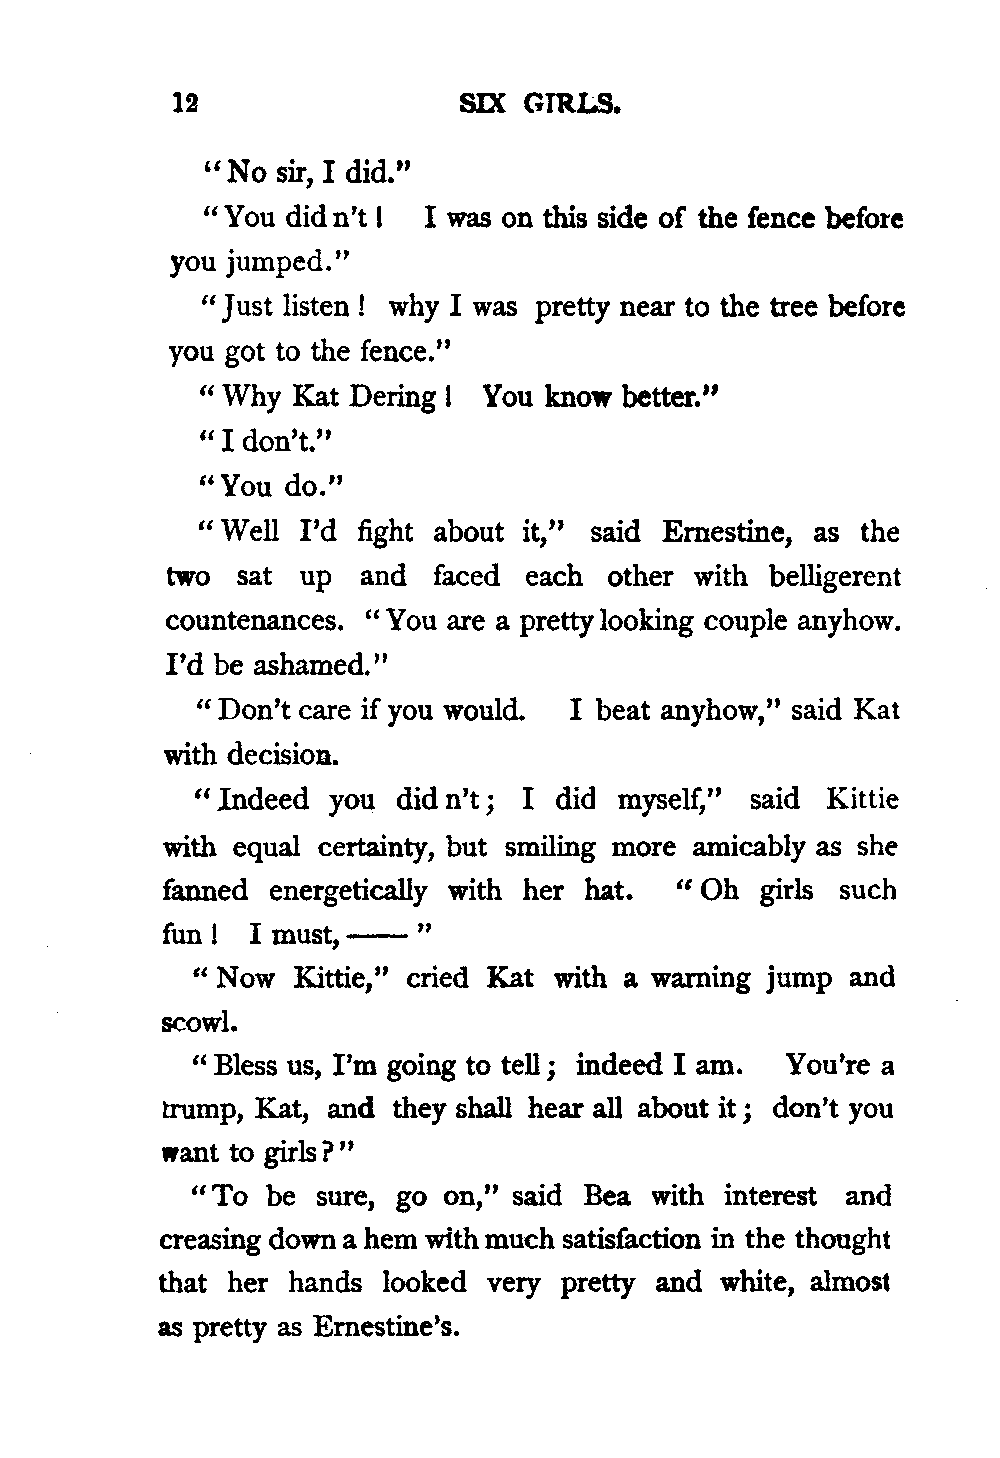 12 SIX GIRLS.
"No sir, I did."
"You didn't! I was on this side of the fence before
you jumped."
"Just listen! why I was pretty near to the tree before
you got to the fence."
"Why Kat Dering! You know better."
"I don't."
"You do."
"Well I'd fight about it," said Ernestine, as the
two sat up and faced each other with belligerent
countenances. "You are a pretty looking couple anyhow.
I'd be ashamed."
"Don't care if you would. I beat anyhow," said Kat
with decision.
"Indeed you didn't; I did myself," said Kittie
with equal certainty, but smiling more amicably as she
fanned energetically with her hat. "Oh girls such
fun! I must, —— "
"Now Kittie," cried Kat with a warning jump and
scowl.
"Bless us, I'm going to tell; indeed I am. You're a
trump, Kat, and they shall hear all about it; don't you
want to girls?"
"To be sure, go on," said Bea with interest and
creasing down a hem with much satisfaction in the thought
that her hands looked very pretty and white, almost
as pretty as Ernestine's.